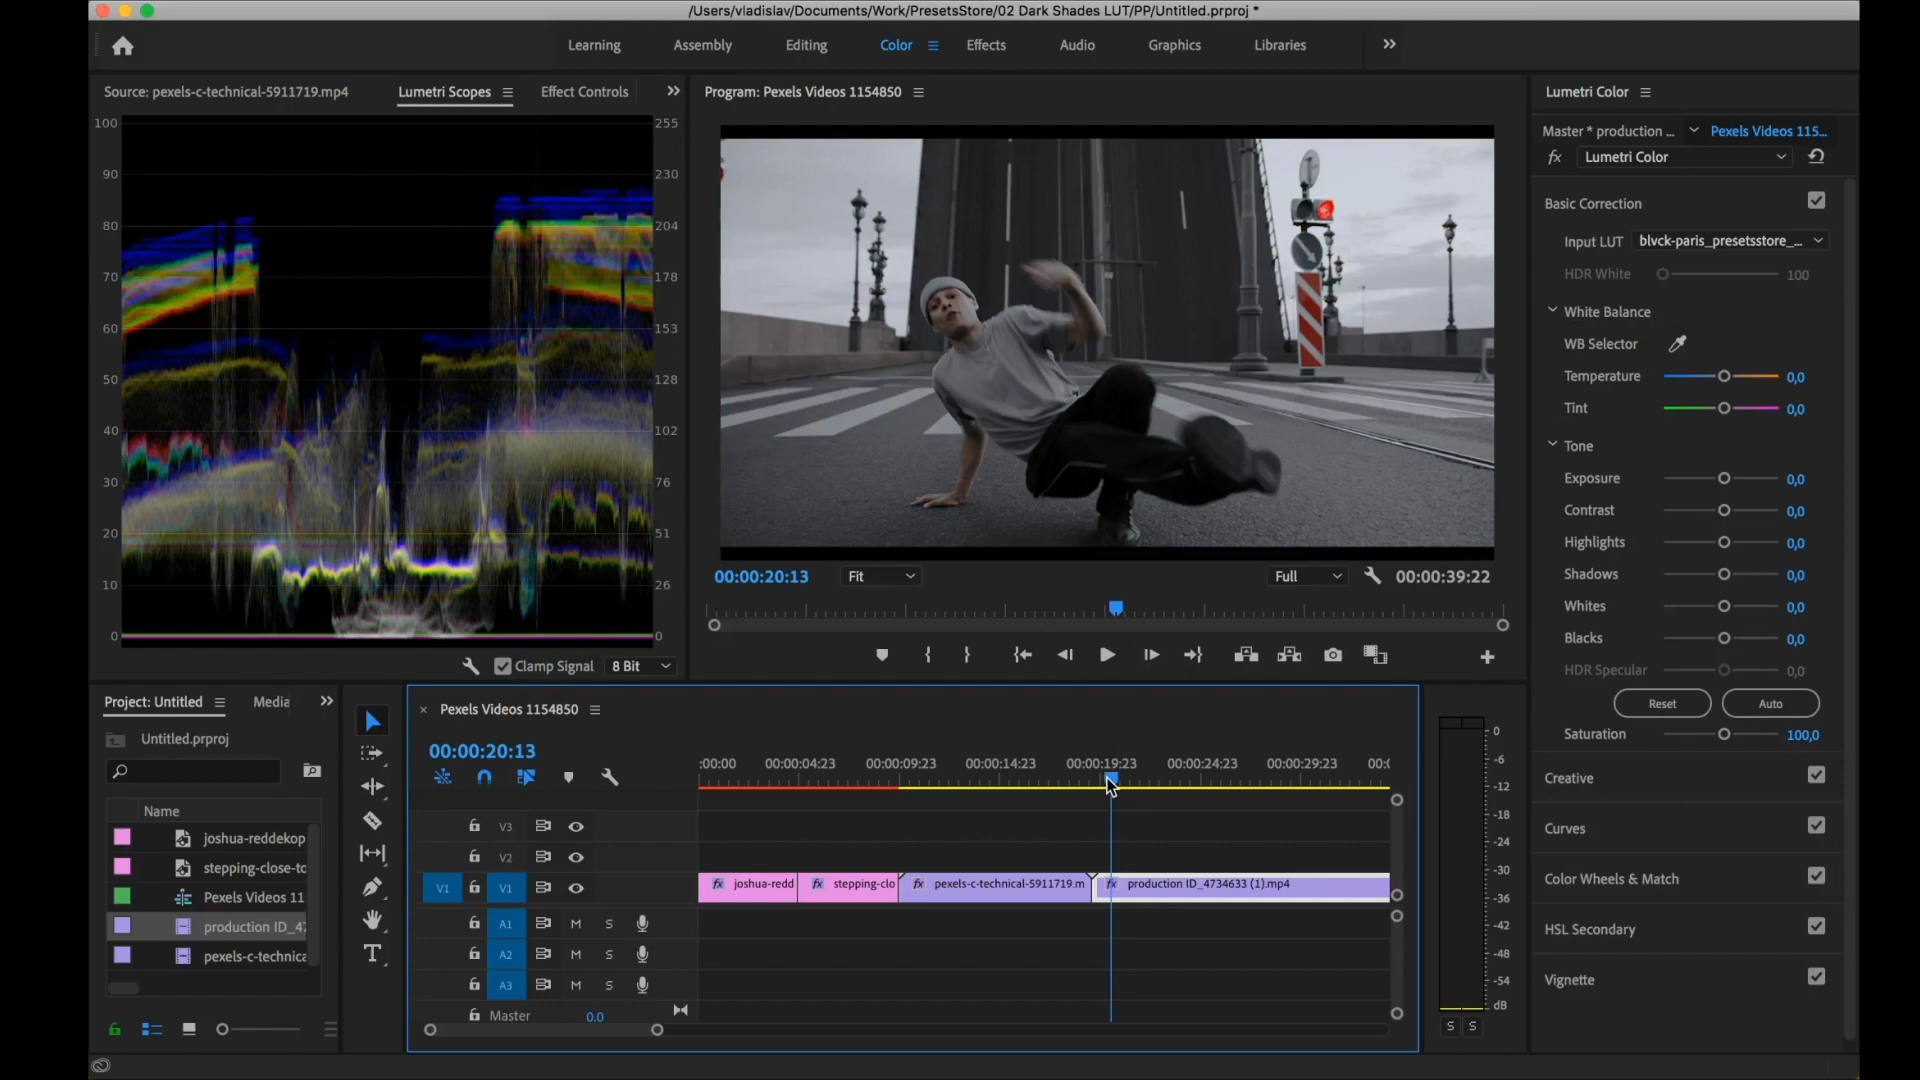 /Users/vladislav/Documents/Work/PresetsStore/02 Dark Shades LUT/PP/Untitled.prproj *
Learning Assembly Editing Color Effects Audio Graphics Libraries
Source: pexels-c-technical-5911719.mp4 Lumetri Scopes Effect Controls
100 255
90 230
80 204
70 178
60 153
50 128
40 102
30 76
20 51
10 26
0 0
Clamp Signal 8 Bit
Program: Pexels Videos 1154850
00:00:20:13 Fit Full 00:00:39:22
Lumetri Color
Master * production ... Pexels Videos 115...
fx Lumetri Color
Basic Correction
Input LUT blvck-paris_presetsstore_...
HDR White 100
White Balance
WB Selector
Temperature 0,0
Tint 0,0
Tone
Exposure 0,0
Contrast 0,0
Highlights 0,0
Shadows 0,0
Whites 0,0
Blacks 0,0
HDR Specular 0,0
Reset Auto
Saturation 100,0
Creative
Curves
Color Wheels & Match
HSL Secondary
Vignette
Project: Untitled Media
Untitled.prproj
Name
joshua-reddekop
stepping-close-to
Pexels Videos 11
production ID_47
pexels-c-technica
T
× Pexels Videos 1154850
00:00:20:13
:00:00 00:00:04:23 00:00:09:23 00:00:14:23 00:00:19:23 00:00:24:23 00:00:29:23 00:(
V3
V2
V1 V1 fx joshua-redd fx stepping-clo fx pexels-c-technical-5911719.m fx production ID_4734633 (1).mp4
A1 M S
A2 M S
A3 M S
Master 0.0
0
-6
-12
-18
-24
-30
-36
-42
-48
-54
dB
S S